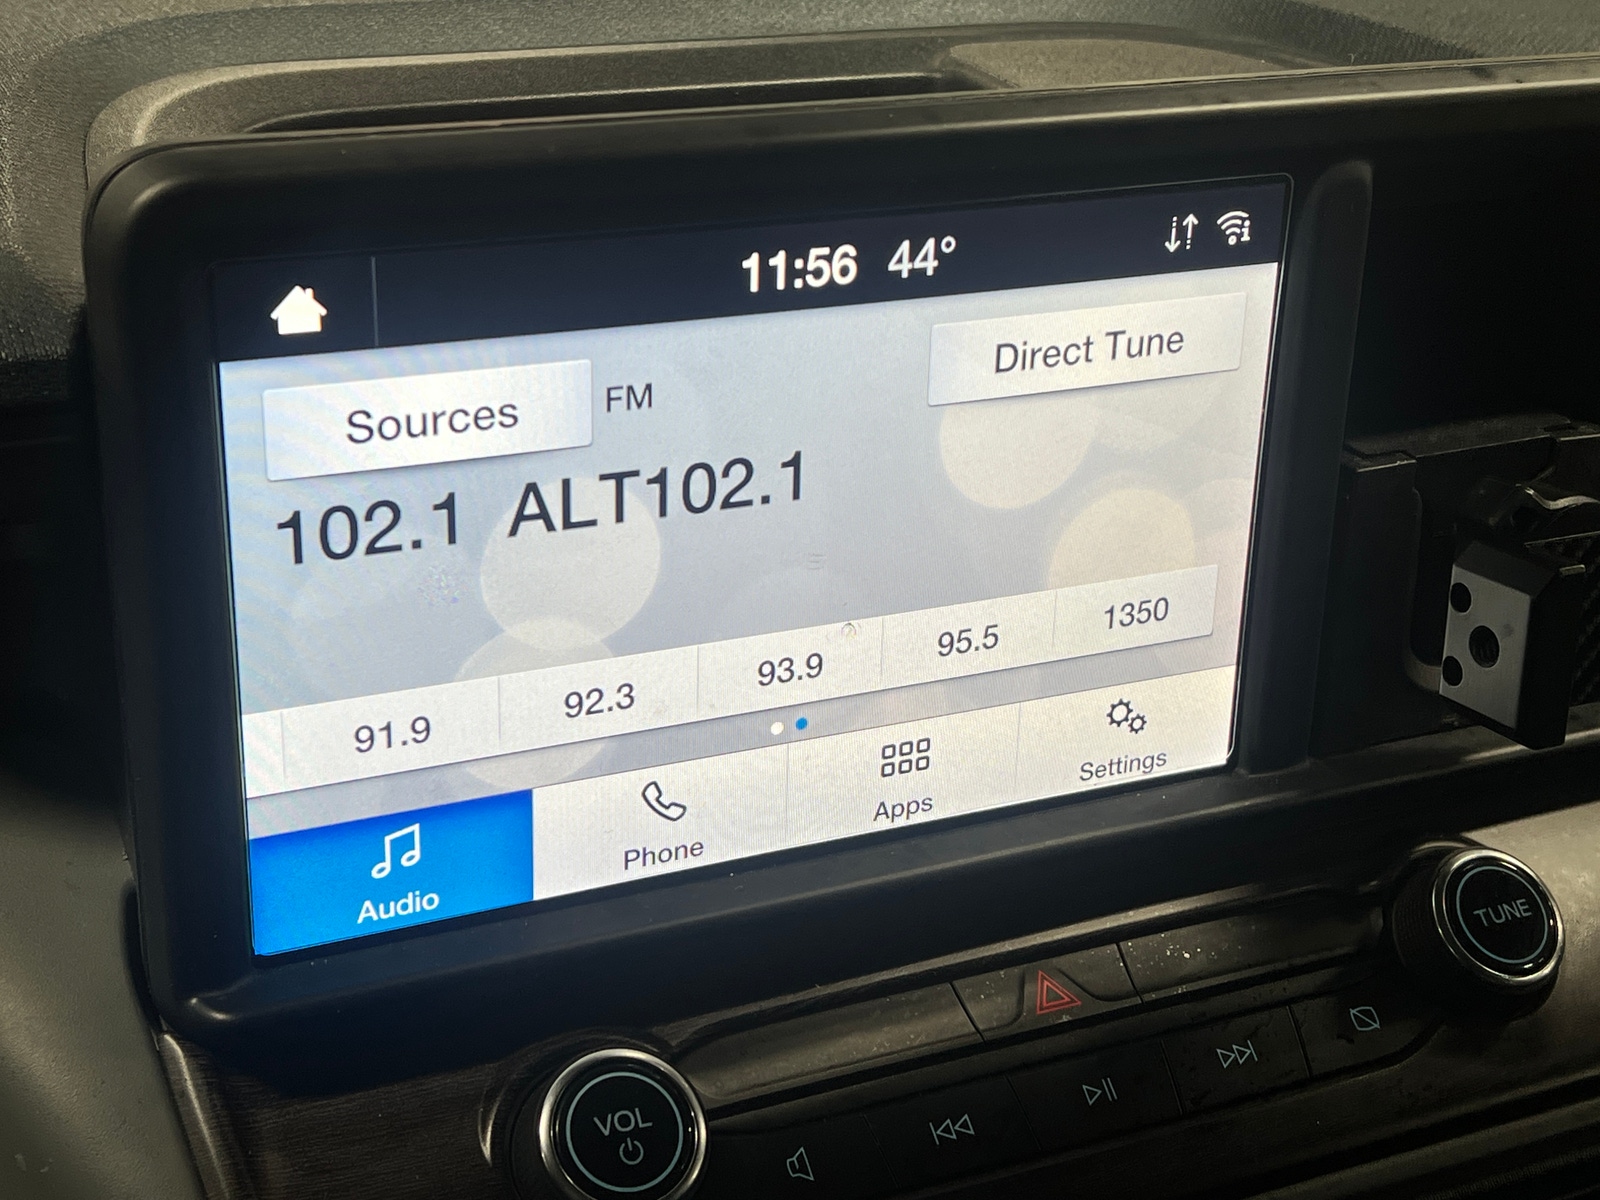 11:56 44°
Direct Tune
Sources FM
102.1 ALT102.1
91.9 92.3 93.9 95.5 1350
Audio Phone Apps Settings
TUNE
VOL